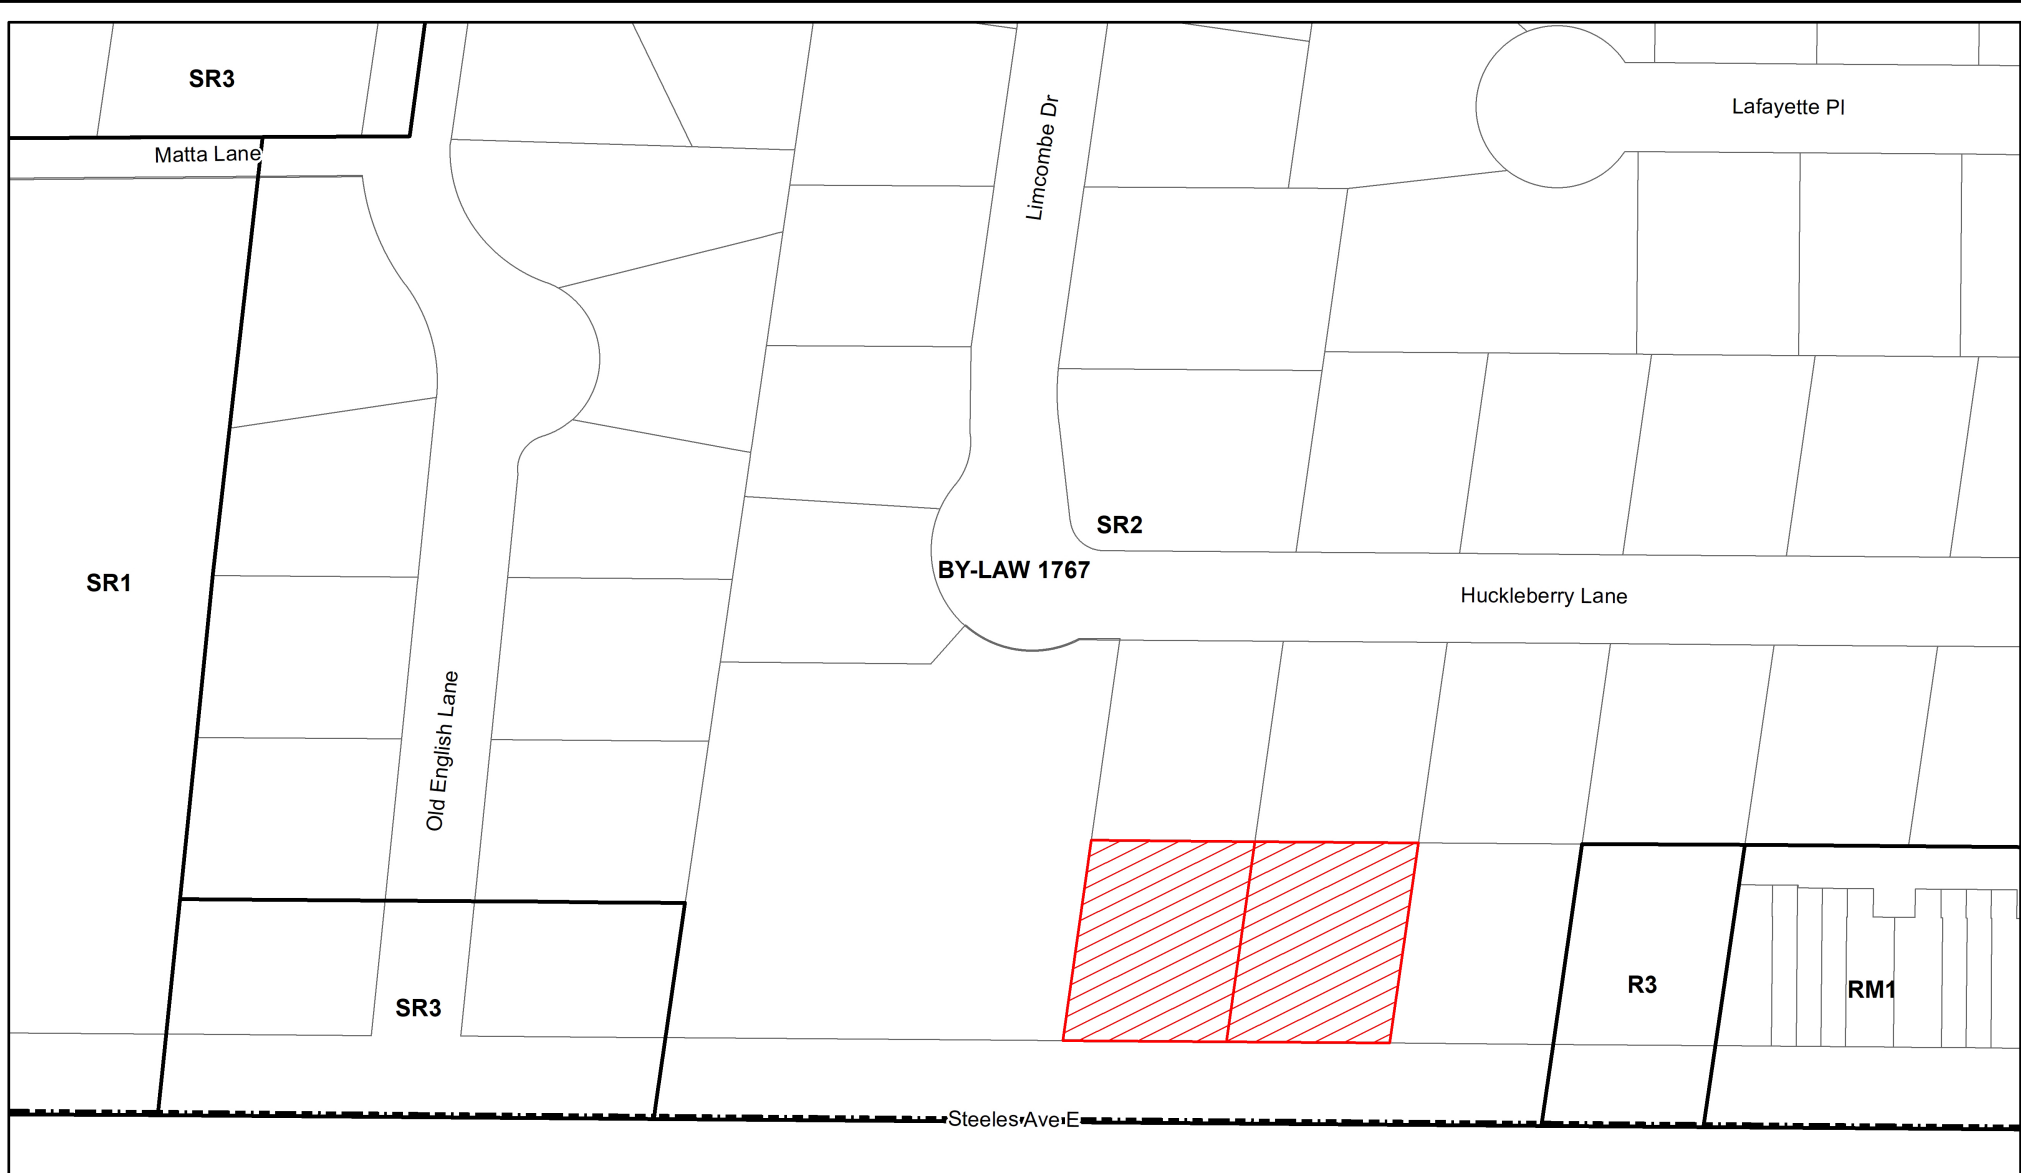 SR3
Lafayette Pl
Matta Lane
Limcombe Dr
SR2
BY-LAW 1767
SR1
Huckleberry Lane
Old English Lane
SR3
R3
RM1
Steeles Ave E